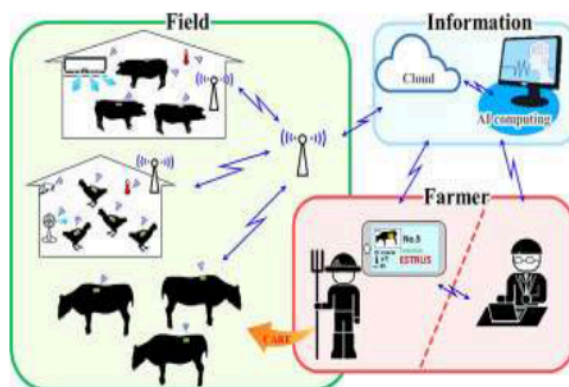 Field
Information
Cloud
AI computing
Farmer
No.5
ESTRUS
CARE